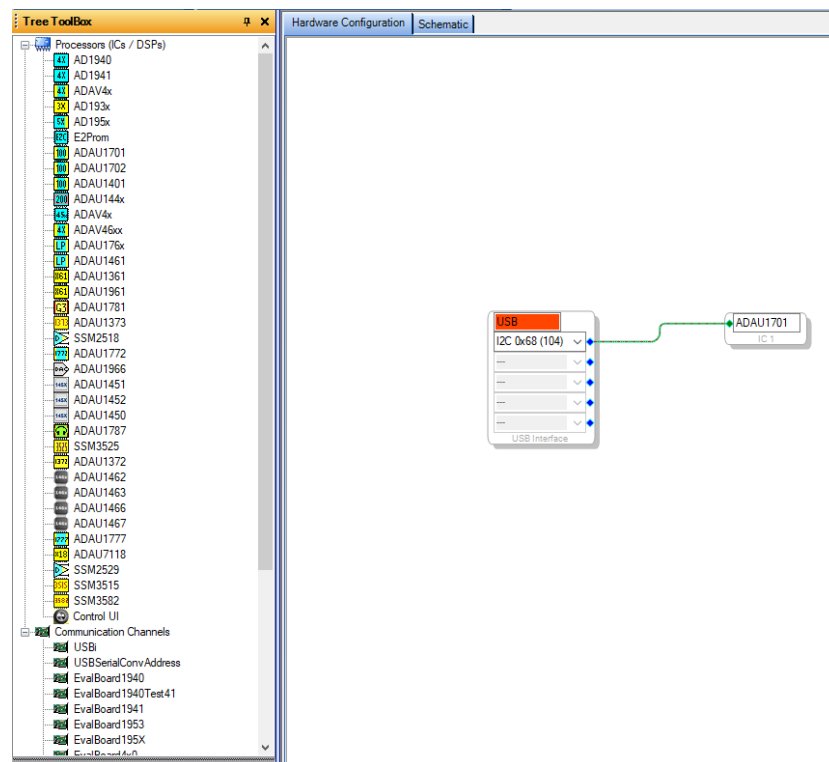 Tree ToolBox
Processors (ICs / DSPs)
AD1940
AD1941
ADAV4x
AD193x
AD195x
E2Prom
ADAU1701
ADAU1702
ADAU1401
ADAU144x
ADAV4x
ADAV46xx
ADAU176x
ADAU1461
ADAU1361
ADAU1961
ADAU1781
ADAU1373
SSM2518
ADAU1772
ADAU1966
ADAU1451
ADAU1452
ADAU1450
ADAU1787
SSM3525
ADAU1372
ADAU1462
ADAU1463
ADAU1466
ADAU1467
ADAU1777
ADAU7118
SSM2529
SSM3515
SSM3582
Control UI
Communication Channels
USBi
USBSerialConvAddress
EvalBoard1940
EvalBoard1940Test41
EvalBoard1941
EvalBoard1953
EvalBoard195X
EvalBoard4x0
Hardware Configuration
Schematic
USB
I2C 0x68 (104)
---
---
---
---
USB Interface
ADAU1701
IC 1